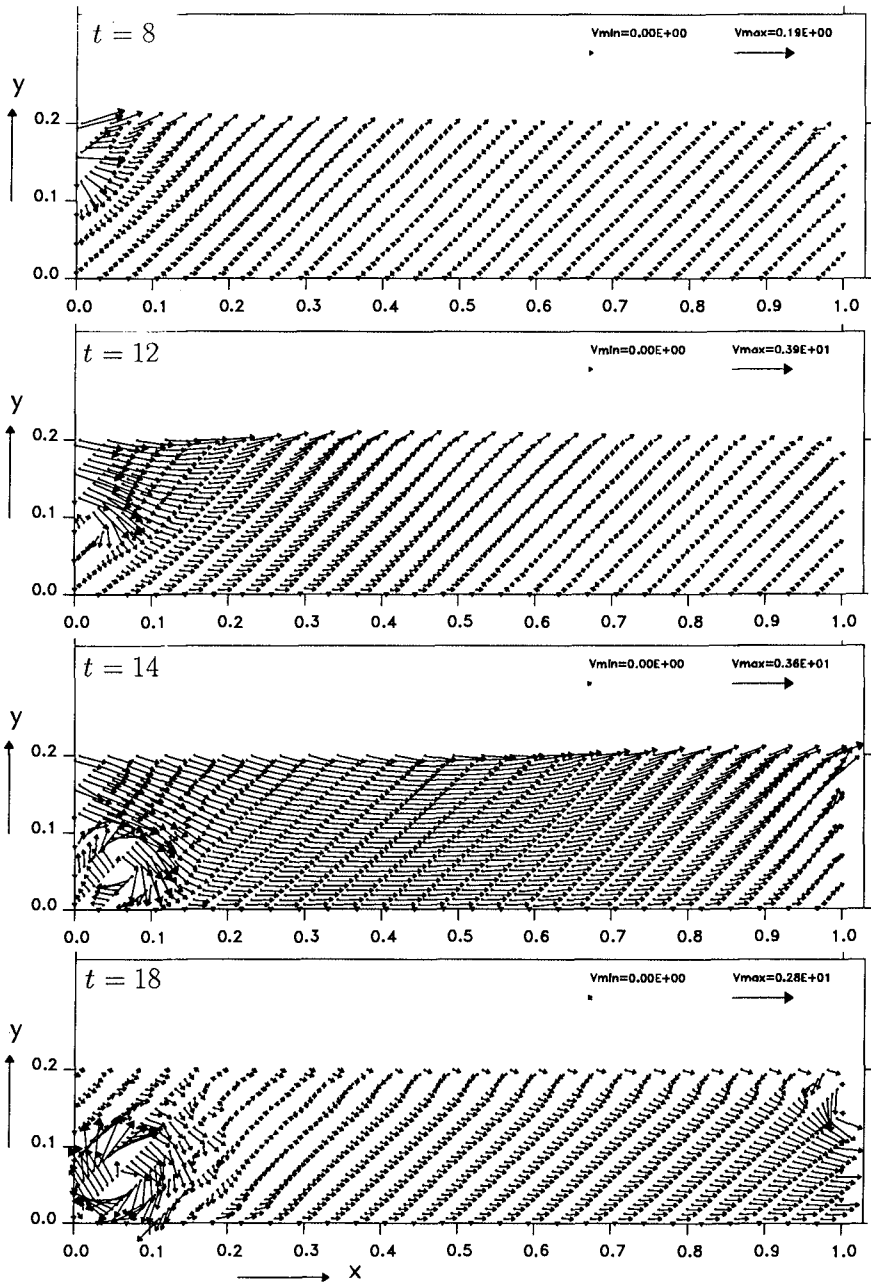 t = 8
Vmin=0.00E+00 Vmax=0.19E+00
y
0.2
0.1
0.0
0.0 0.1 0.2 0.3 0.4 0.5 0.6 0.7 0.8 0.9 1.0
t = 12
Vmin=0.00E+00 Vmax=0.39E+01
y
0.2
0.1
0.0
0.0 0.1 0.2 0.3 0.4 0.5 0.6 0.7 0.8 0.9 1.0
t = 14
Vmin=0.00E+00 Vmax=0.36E+01
y
0.2
0.1
0.0
0.0 0.1 0.2 0.3 0.4 0.5 0.6 0.7 0.8 0.9 1.0
t = 18
Vmin=0.00E+00 Vmax=0.28E+01
y
0.2
0.1
0.0
0.0 0.1 0.2 0.3 0.4 0.5 0.6 0.7 0.8 0.9 1.0
x